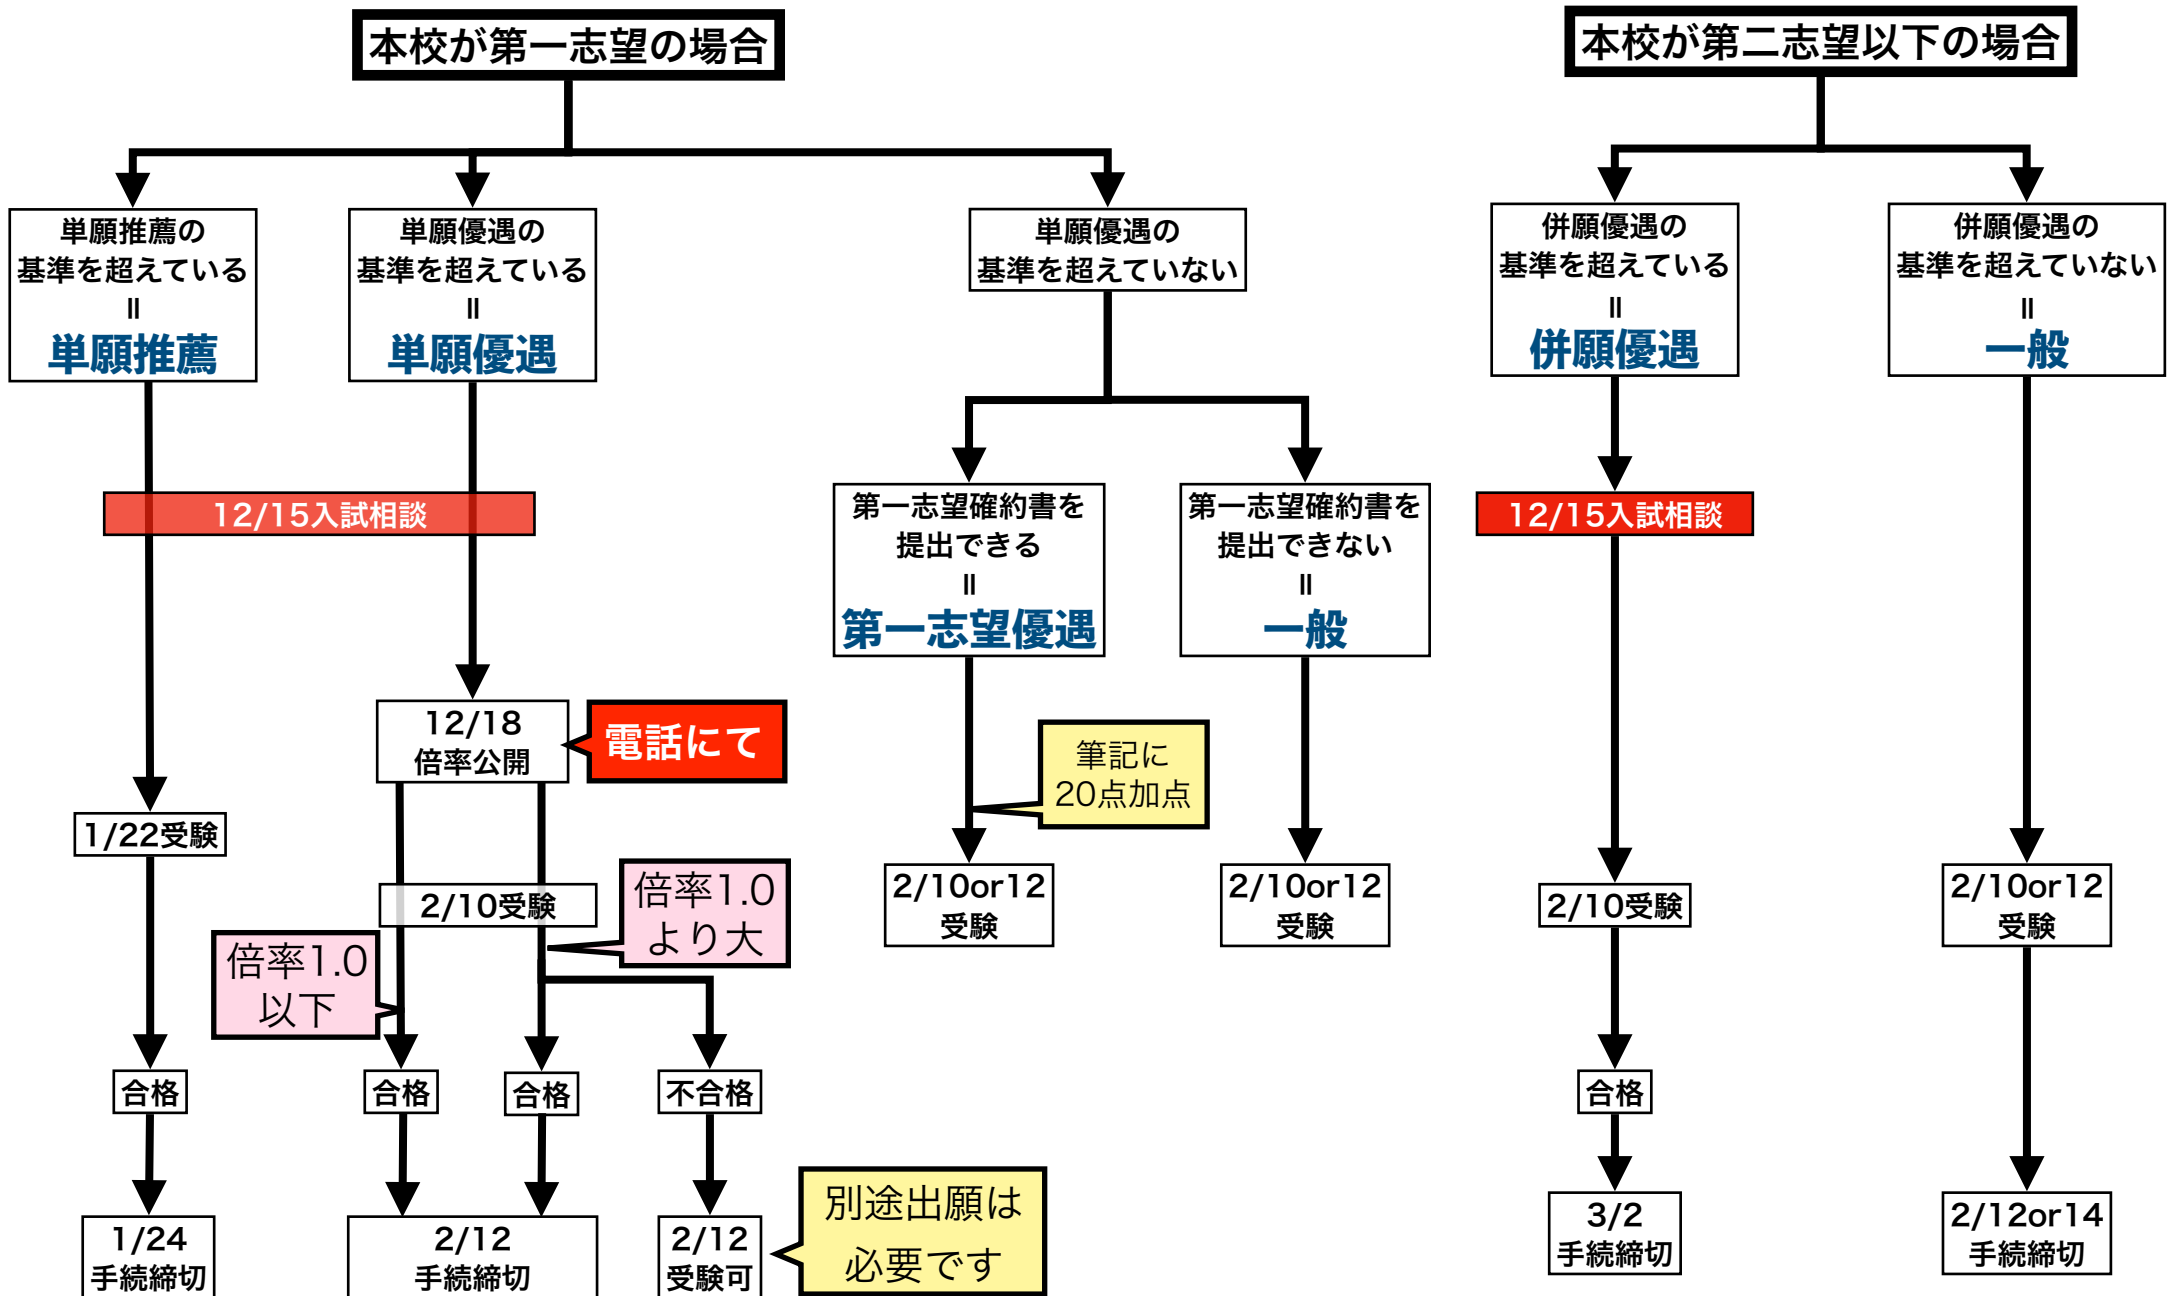 本校が第一志望の場合
本校が第二志望以下の場合
単願推薦の
基準を超えている
=
単願推薦
単願優遇の
基準を超えている
=
単願優遇
単願優遇の
基準を超えていない
併願優遇の
基準を超えている
=
併願優遇
併願優遇の
基準を超えていない
=
一般
12/15入試相談
第一志望確約書を
提出できる
=
第一志望優遇
第一志望確約書を
提出できない
=
一般
12/15入試相談
12/18
倍率公開
電話にて
筆記に
20点加点
1/22受験
2/10受験
倍率1.0
より大
倍率1.0
以下
2/10or12
受験
2/10or12
受験
2/10受験
2/10or12
受験
合格
合格
合格
不合格
合格
1/24
手続締切
2/12
手続締切
2/12
受験可
別途出願は
必要です
3/2
手続締切
2/12or14
手続締切